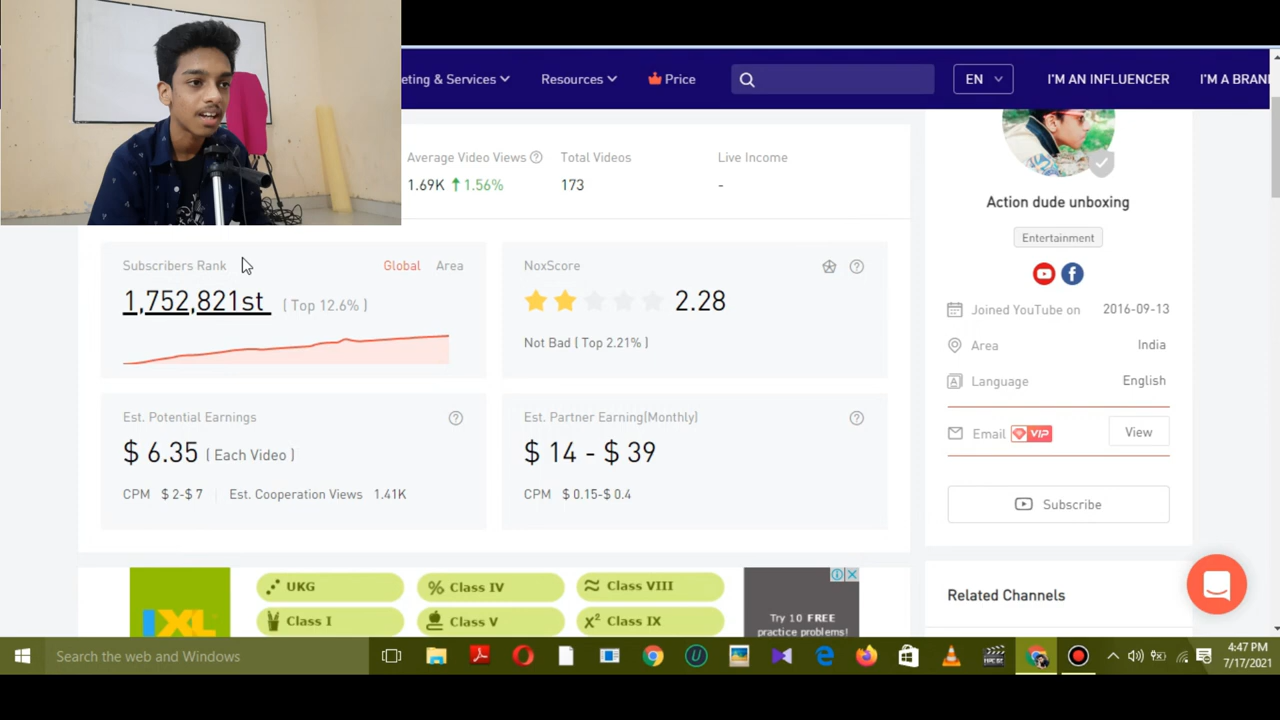 eting & Services
Resources
Price
EN
I'M AN INFLUENCER
I'M A BRAN
Average Video Views
Total Videos
Live Income
1.69K 1.56%
173
-
Action dude unboxing
Entertainment
Subscribers Rank
Global
Area
1,752,821st
( Top 12.6% )
NoxScore
2.28
Not Bad ( Top 2.21% )
Joined YouTube on
2016-09-13
Area
India
Language
English
Email
VIP
View
Est. Potential Earnings
$ 6.35 ( Each Video )
CPM $ 2-$ 7
Est. Cooperation Views 1.41K
Est. Partner Earning(Monthly)
$ 14 - $ 39
CPM $ 0.15-$ 0.4
Subscribe
Related Channels
IXL
UKG
Class IV
Class VIII
Class I
Class V
Class IX
Try 10 FREE
practice problems!
Search the web and Windows
4:47 PM
7/17/2021